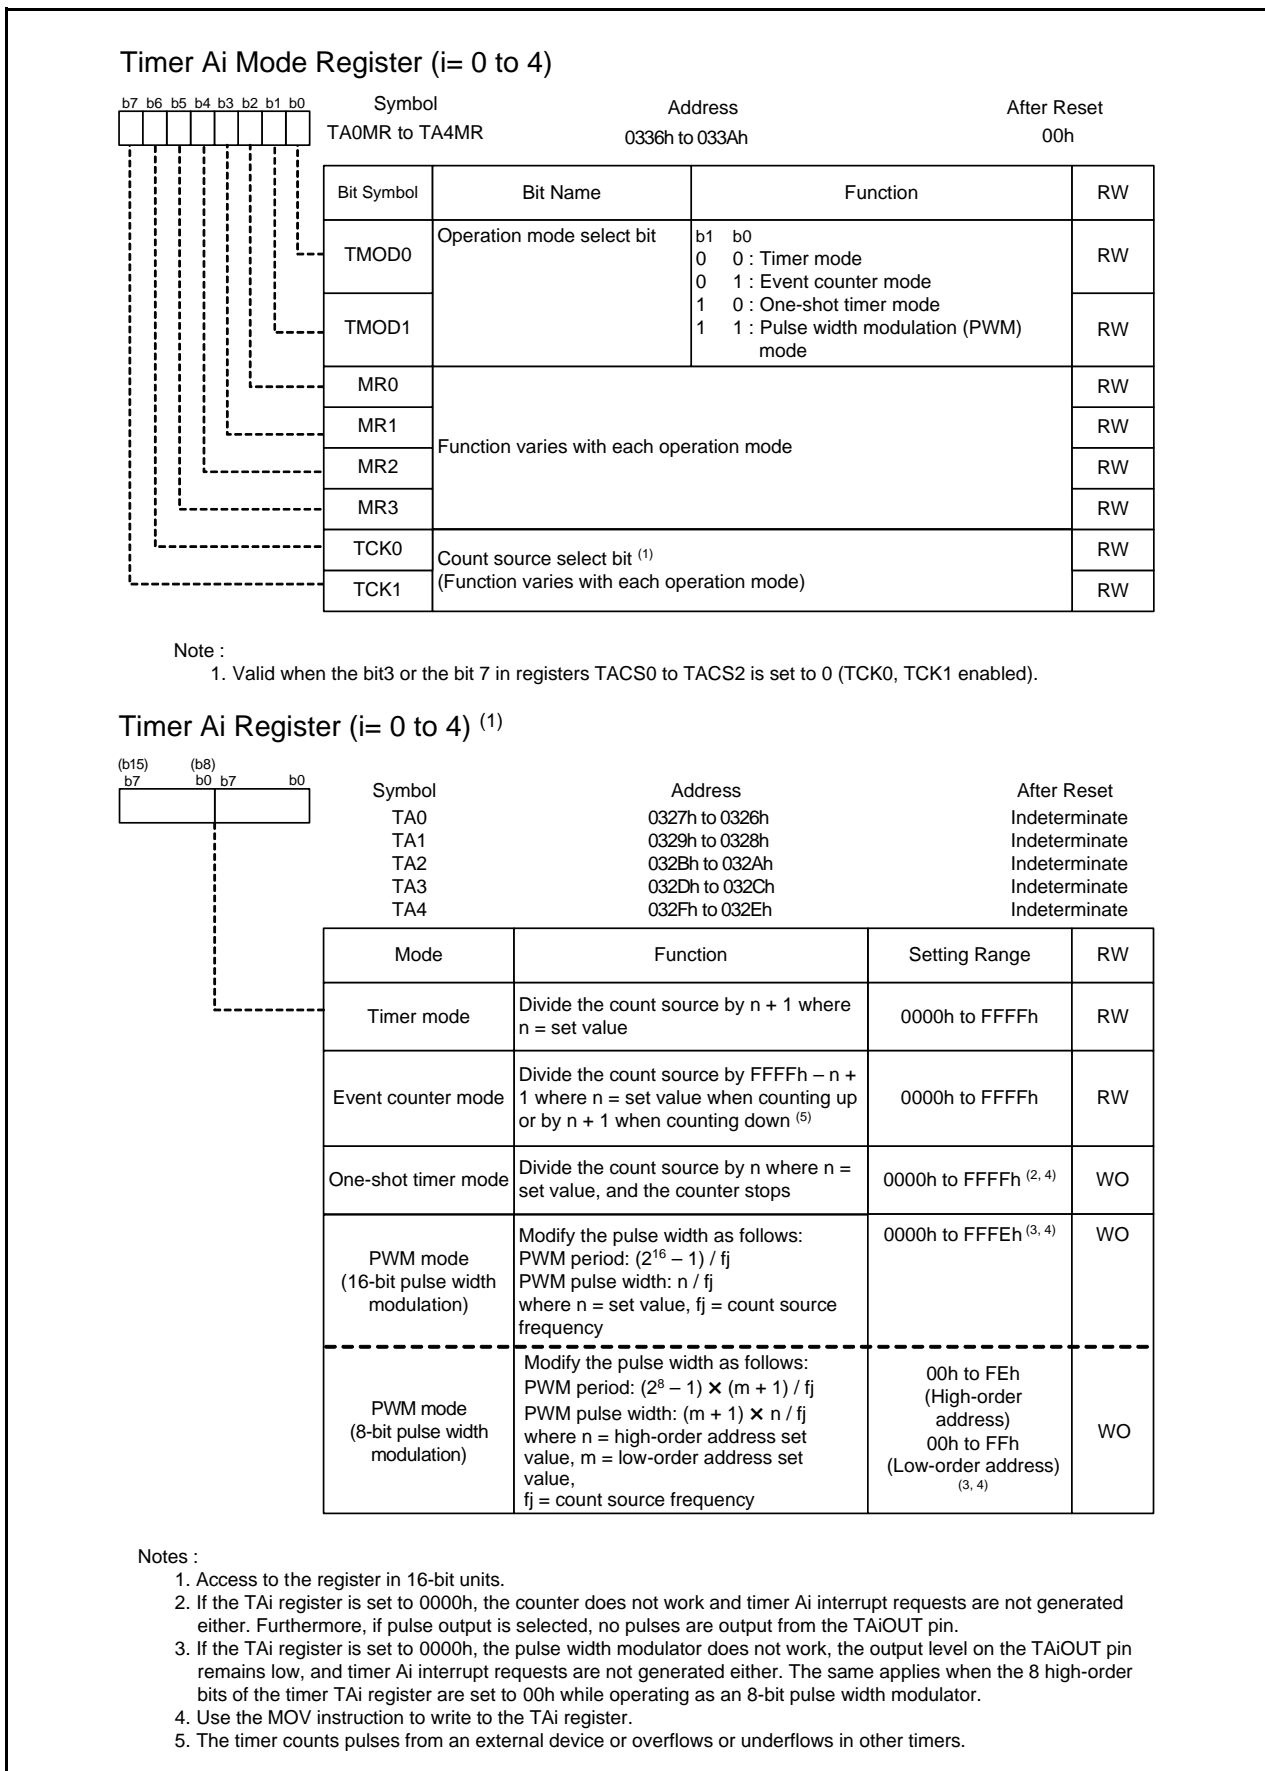 Timer Ai Mode Register (i= 0 to 4)
b7 b6 b5 b4 b3 b2 b1 b0
Symbol Address After Reset
TA0MR to TA4MR 0336h to 033Ah 00h
Bit Symbol Bit Name Function RW
TMOD0 Operation mode select bit b1 b0
0 0 : Timer mode RW
0 1 : Event counter mode
1 0 : One-shot timer mode
TMOD1 1 1 : Pulse width modulation (PWM) RW
mode
MR0 RW
MR1 RW
Function varies with each operation mode
MR2 RW
MR3 RW
TCK0 Count source select bit (1) RW
TCK1 (Function varies with each operation mode) RW
Note :
1. Valid when the bit3 or the bit 7 in registers TACS0 to TACS2 is set to 0 (TCK0, TCK1 enabled).
Timer Ai Register (i= 0 to 4) (1)
(b15) (b8)
b7 b0 b7 b0
Symbol Address After Reset
TA0 0327h to 0326h Indeterminate
TA1 0329h to 0328h Indeterminate
TA2 032Bh to 032Ah Indeterminate
TA3 032Dh to 032Ch Indeterminate
TA4 032Fh to 032Eh Indeterminate
Mode Function Setting Range RW
Timer mode Divide the count source by n + 1 where 0000h to FFFFh RW
n = set value
Event counter mode Divide the count source by FFFFh – n + 0000h to FFFFh RW
1 where n = set value when counting up
or by n + 1 when counting down (5)
One-shot timer mode Divide the count source by n where n = 0000h to FFFFh (2, 4) WO
set value, and the counter stops
PWM mode Modify the pulse width as follows: 0000h to FFFEh (3, 4) WO
(16-bit pulse width PWM period: (2^16 – 1) / fj
modulation) PWM pulse width: n / fj
where n = set value, fj = count source
frequency
PWM mode Modify the pulse width as follows: 00h to FEh WO
(8-bit pulse width PWM period: (2^8 – 1) × (m + 1) / fj (High-order
modulation) PWM pulse width: (m + 1) × n / fj address)
where n = high-order address set 00h to FFh
value, m = low-order address set (Low-order address)
value, (3, 4)
fj = count source frequency
Notes :
1. Access to the register in 16-bit units.
2. If the TAi register is set to 0000h, the counter does not work and timer Ai interrupt requests are not generated
either. Furthermore, if pulse output is selected, no pulses are output from the TAiOUT pin.
3. If the TAi register is set to 0000h, the pulse width modulator does not work, the output level on the TAiOUT pin
remains low, and timer Ai interrupt requests are not generated either. The same applies when the 8 high-order
bits of the timer TAi register are set to 00h while operating as an 8-bit pulse width modulator.
4. Use the MOV instruction to write to the TAi register.
5. The timer counts pulses from an external device or overflows or underflows in other timers.